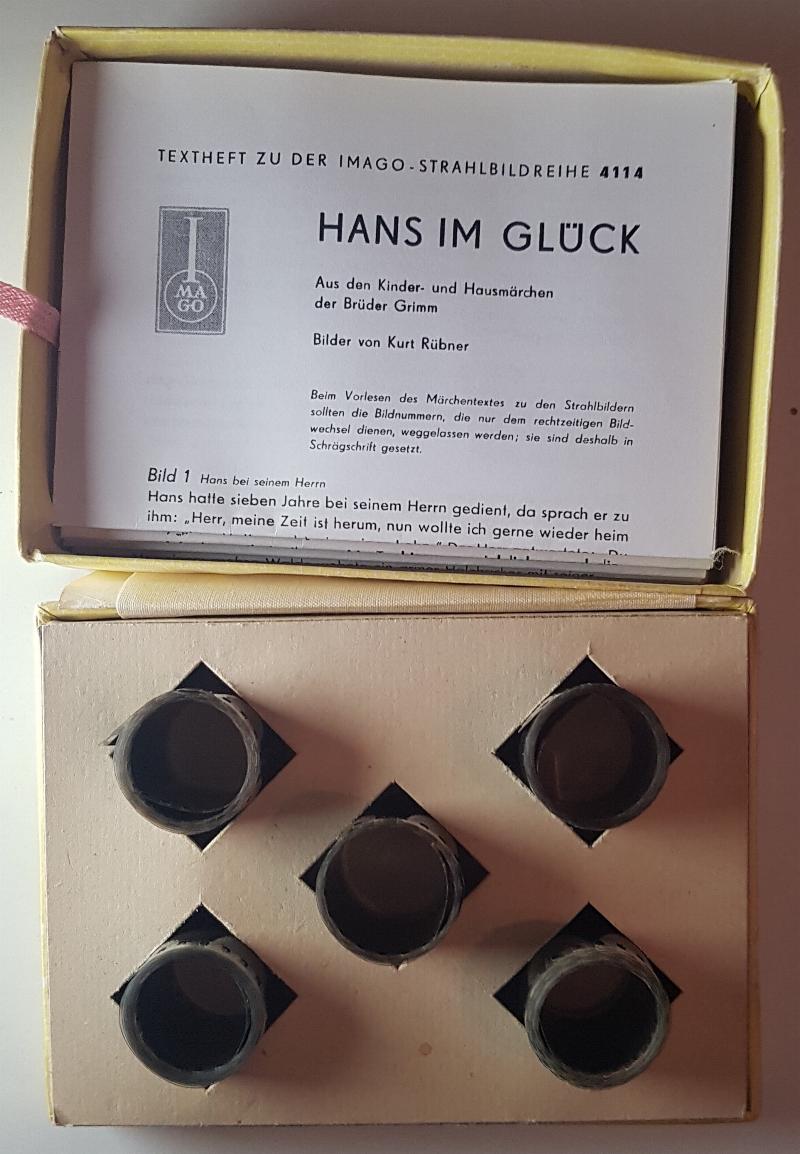 TEXTHEFT ZU DER IMAGO-STRAHLBILDREIHE 4114
I
MA
GO
HANS IM GLÜCK
Aus den Kinder- und Hausmärchen
der Brüder Grimm
Bilder von Kurt Rübner
Beim Vorlesen des Märchentextes zu den Strahlbildern
sollten die Bildnummern, die nur dem rechtzeitigen Bild-
wechsel dienen, weggelassen werden; sie sind deshalb in
Schrägschrift gesetzt.
Bild 1 Hans bei seinem Herrn
Hans hatte sieben Jahre bei seinem Herrn gedient, da sprach er zu
ihm: „Herr, meine Zeit ist herum, nun wollte ich gerne wieder heim